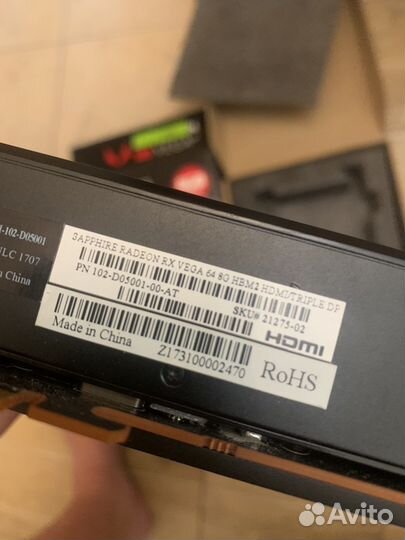 -102-D05001
ULC 1707
n China
SAPPHIRE RADEON RX VEGA 64 8G HBM2 HDMI/TRIPLE DP
PN 102-D05001-00-AT
SKU# 21275-02
HDMI
Made in China
Z173100002470
RoHS
Avito